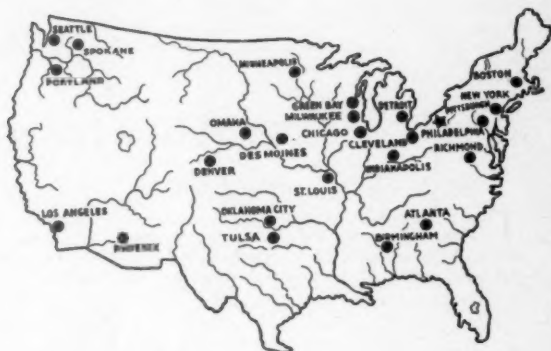 SEATTLE
SPOKANE
PORTLAND
MINNEAPOLIS
BOSTON
NEW YORK
GREEN BAY
DETROIT
PITTSBURGH
MILWAUKEE
OMAHA
CHICAGO
CLEVELAND
PHILADELPHIA
DES MOINES
INDIANAPOLIS
RICHMOND
DENVER
ST. LOUIS
LOS ANGELES
OKLAHOMA CITY
ATLANTA
PHOENIX
TULSA
BIRMINGHAM